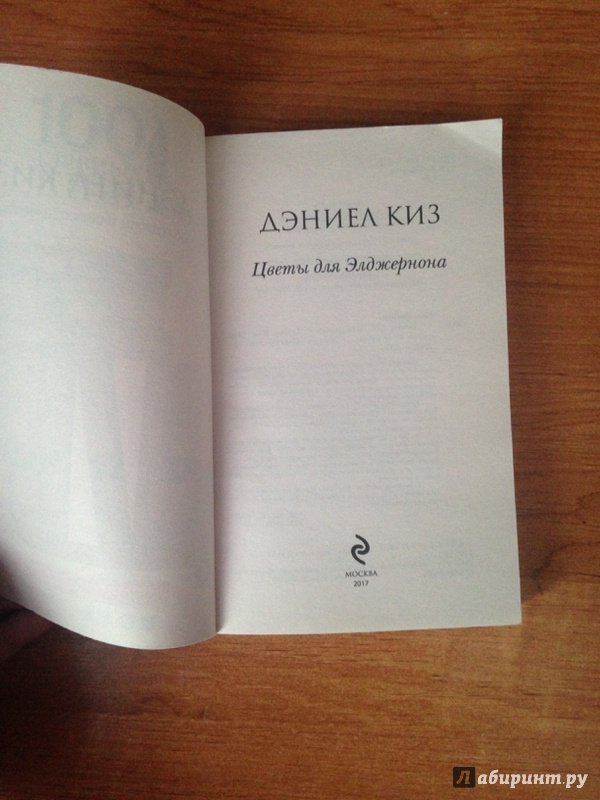 ДЭНИЕЛ КИЗ
Цветы для Элджернона
МОСКВА
2017
Лабиринт.ру